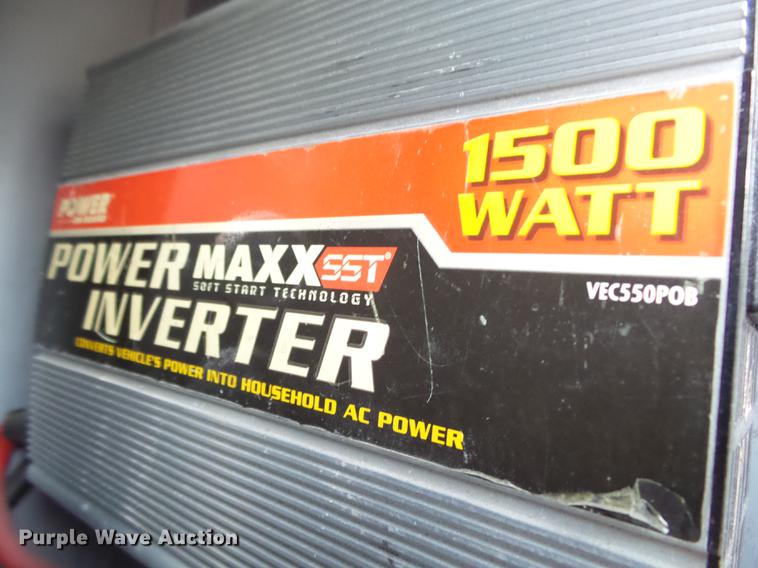 1500
WATT
POWER
POWER MAXX SST®
SOFT START TECHNOLOGY
INVERTER
VEC550POB
CONVERTS VEHICLE'S POWER INTO HOUSEHOLD AC POWER
Purple Wave Auction